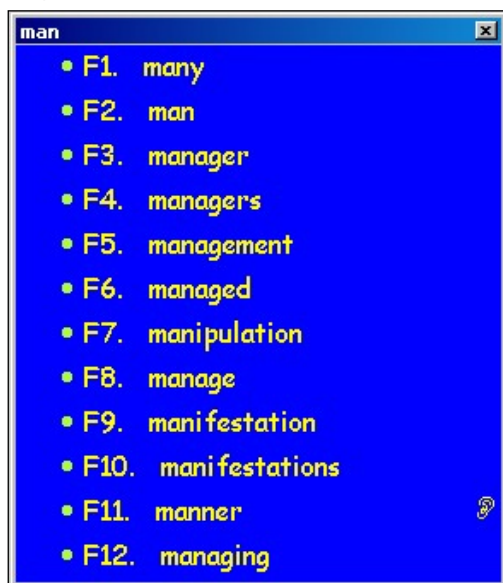 man
• F1. many
• F2. man
• F3. manager
• F4. managers
• F5. management
• F6. managed
• F7. manipulation
• F8. manage
• F9. manifestation
• F10. manifestations
• F11. manner
• F12. managing